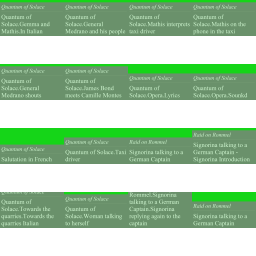 Quantum of Solace
Quantum of Solace
Quantum of Solace
Quantum of Solace
Quantum of
Solace.Gemma and
Mathis.In Italian
Quantum of
Solace.General
Medrano and his people
Quantum of
Solace.Mathis interprets
taxi driver
Quantum of
Solace.Mathis on the
phone in the taxi
Quantum of Solace
Quantum of
Solace.General
Medrano shouts
Quantum of Solace
Quantum of
Solace.James Bond
meets Camille Montes
Quantum of Solace
Quantum of
Solace.Opera.Lyrics
Quantum of Solace
Quantum of
Solace.Opera.Sounkd
Quantum of Solace
Salutation in French
Quantum of Solace
Quantum of Solace.Taxi
driver
Raid on Rommel
Signorina talking to a
German Captain
Raid on Rommel
Signorina talking to a
German Captain -
Signorina Introduction
Quantum of Solace
Quantum of
Solace.Towards the
quarries.Towards the
quarries Italian
Quantum of Solace
Quantum of
Solace.Woman talking
to herself
Rommel.Signorina
talking to a German
Captain.Signorina
replying again to the
captain
Raid on Rommel
Signorina talking to a
German Captain